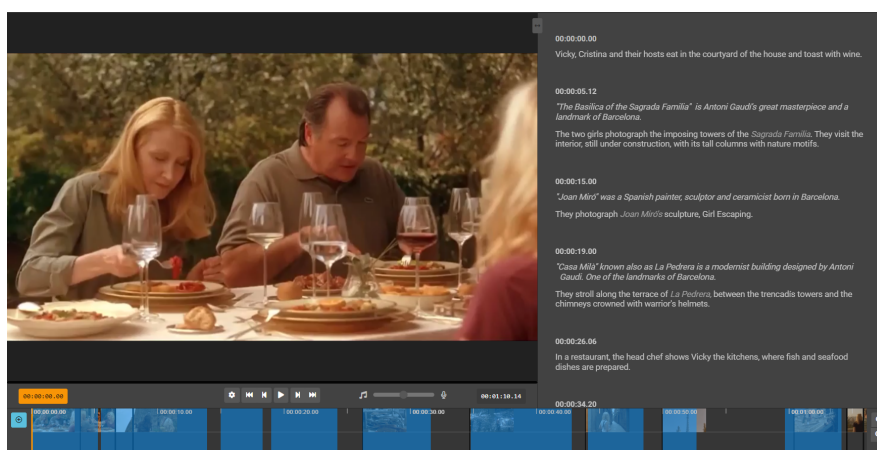 00:00:00.00
Vicky, Cristina and their hosts eat in the courtyard of the house and toast with wine.
00:00:05.12
"The Basilica of the Sagrada Familia" is Antoni Gaudí's great masterpiece and a
landmark of Barcelona.
The two girls photograph the imposing towers of the Sagrada Familia. They visit the
interior, still under construction, with its tall columns with nature motifs.
00:00:15.00
"Joan Miró" was a Spanish painter, sculptor and ceramicist born in Barcelona.
They photograph Joan Miró's sculpture, Girl Escaping.
00:00:19.00
"Casa Milà" known also as La Pedrera is a modernist building designed by Antoni
Gaudi. One of the landmarks of Barcelona.
They stroll along the terrace of La Pedrera, between the trencadis towers and the
chimneys crowned with warrior's helmets.
00:00:26.06
In a restaurant, the head chef shows Vicky the kitchens, where fish and seafood
dishes are prepared.
00:00:34.20
00:00:00.00
00:01:10.14
00:00:00.00 00:00:10.00 00:00:20.00 00:00:30.00 00:00:40.00 00:00:50.00 00:01:00.00